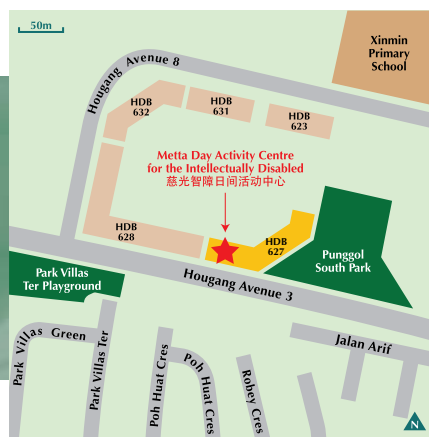 50m
Xinmin
Primary
School
Hougang Avenue 8
HDB
632
HDB
631
HDB
623
Metta Day Activity Centre
for the Intellectually Disabled
慈光智障日间活动中心
HDB
628
HDB
627
Punggol
South Park
Hougang Avenue 3
Park Villas
Ter Playground
Park Villas Green
Park Villas Ter
Poh Huat Cres
Poh Huat Cres
Robey Cres
Jalan Arif
N